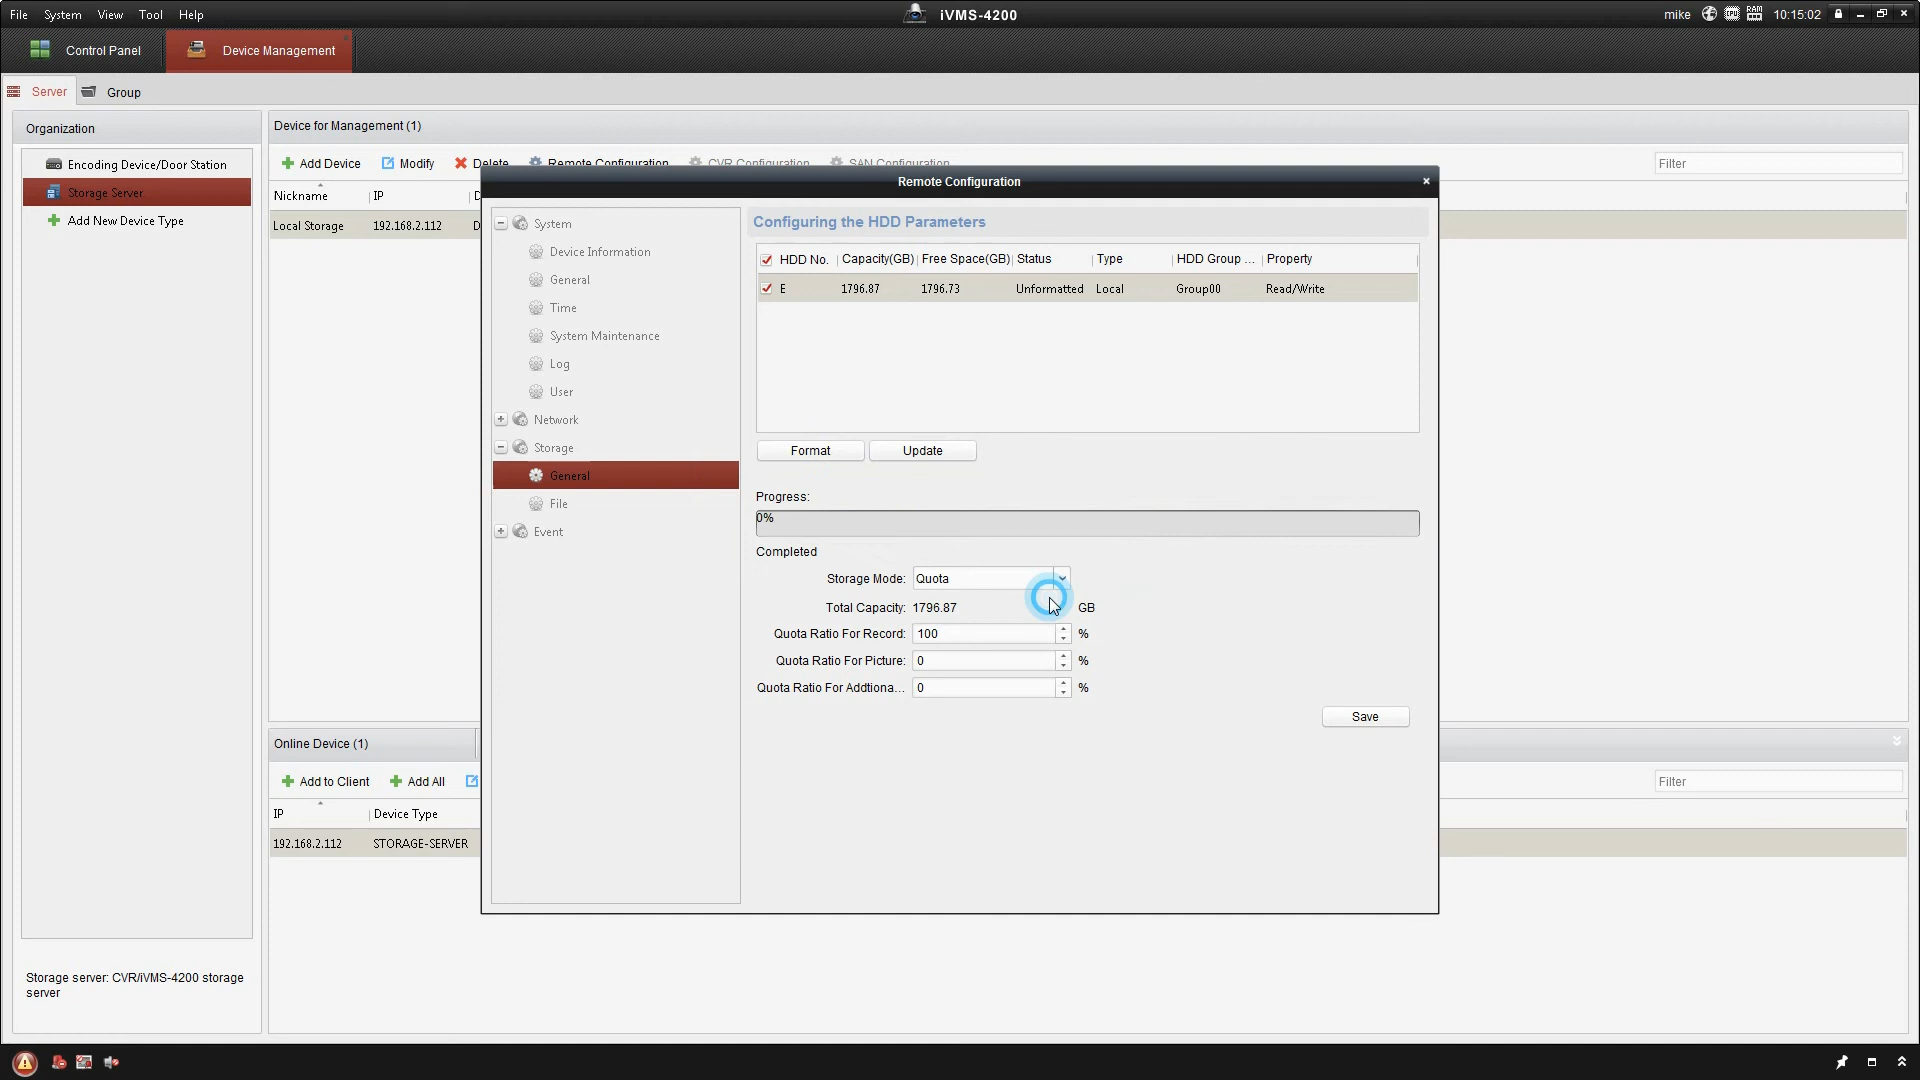 File System View Tool Help
iVMS-4200
mike RAM 10:15:02
Control Panel Device Management
Server Group
Organization
Encoding Device/Door Station
Storage Server
Add New Device Type
Storage server: CVR/iVMS-4200 storage
server
Device for Management (1)
Add Device Modify Delete Remote Configuration CVR Configuration SAN Configuration
Filter
Nickname IP D
Local Storage 192.168.2.112 D
Remote Configuration
System
Device Information
General
Time
System Maintenance
Log
User
Network
Storage
General
File
Event
Configuring the HDD Parameters
HDD No. Capacity(GB) Free Space(GB) Status Type HDD Group ... Property
E 1796.87 1796.73 Unformatted Local Group00 Read/Write
Format Update
Progress:
0%
Completed
Storage Mode: Quota
Total Capacity: 1796.87 GB
Quota Ratio For Record: 100 %
Quota Ratio For Picture: 0 %
Quota Ratio For Addtiona... 0 %
Save
Online Device (1)
Add to Client Add All
Filter
IP Device Type
192.168.2.112 STORAGE-SERVER